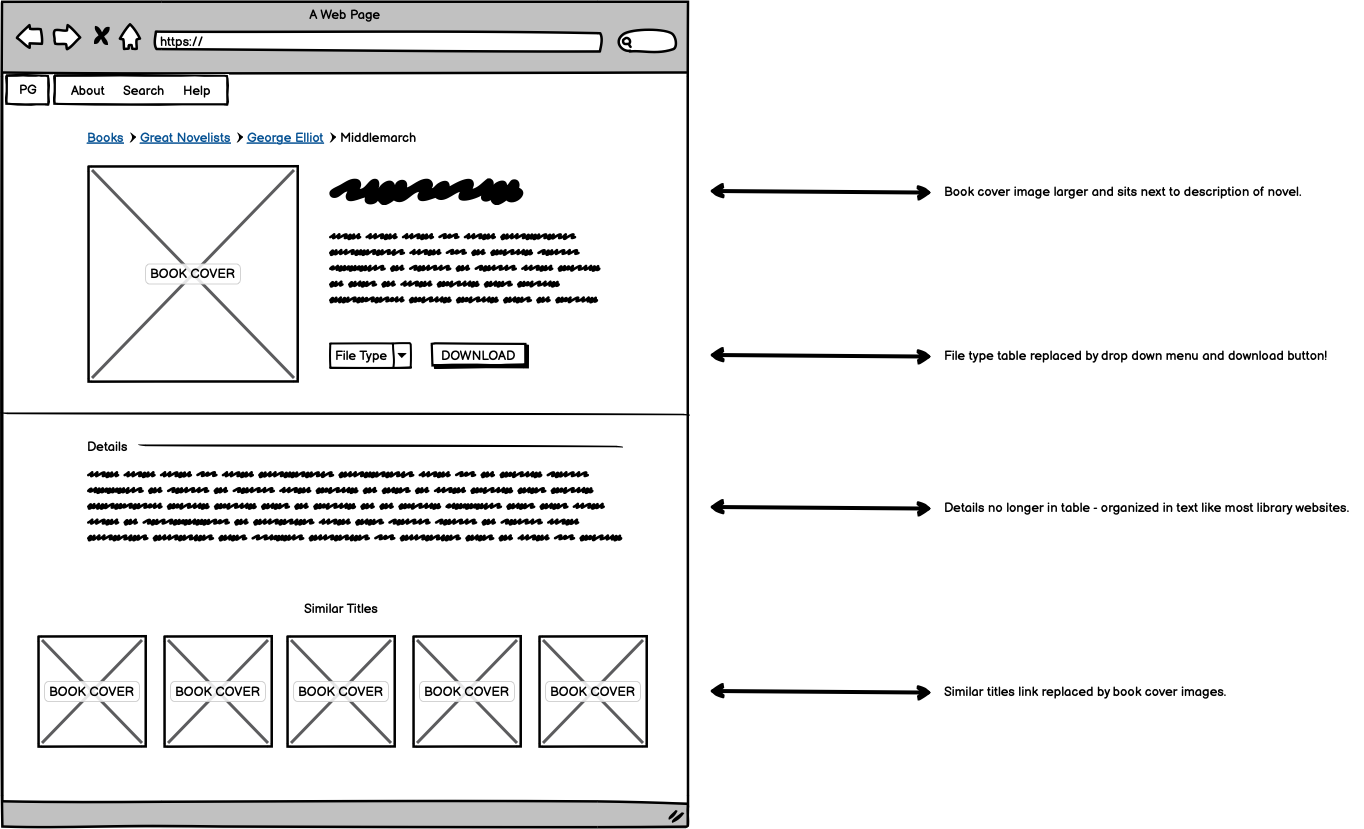 A Web Page
https://
PG
About Search Help
Books Great Novelists George Elliot Middlemarch
Book cover image larger and sits next to description of novel.
BOOK COVER
File Type DOWNLOAD
File type table replaced by drop down menu and download button!
Details
Details no longer in table - organized in text like most library websites.
Similar Titles
BOOK COVER BOOK COVER BOOK COVER BOOK COVER BOOK COVER
Similar titles link replaced by book cover images.